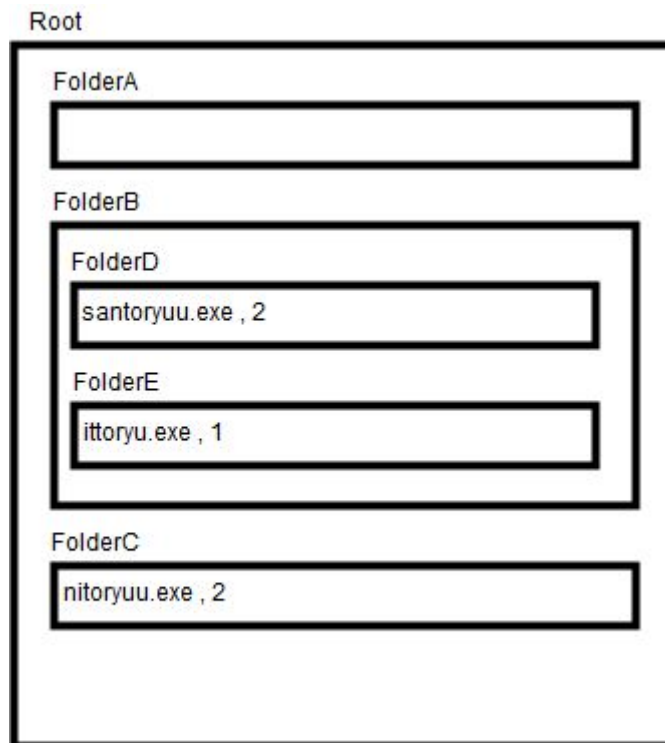 Root
FolderA
FolderB
FolderD
santoryuu.exe , 2
FolderE
ittoryu.exe , 1
FolderC
nitoryuu.exe , 2